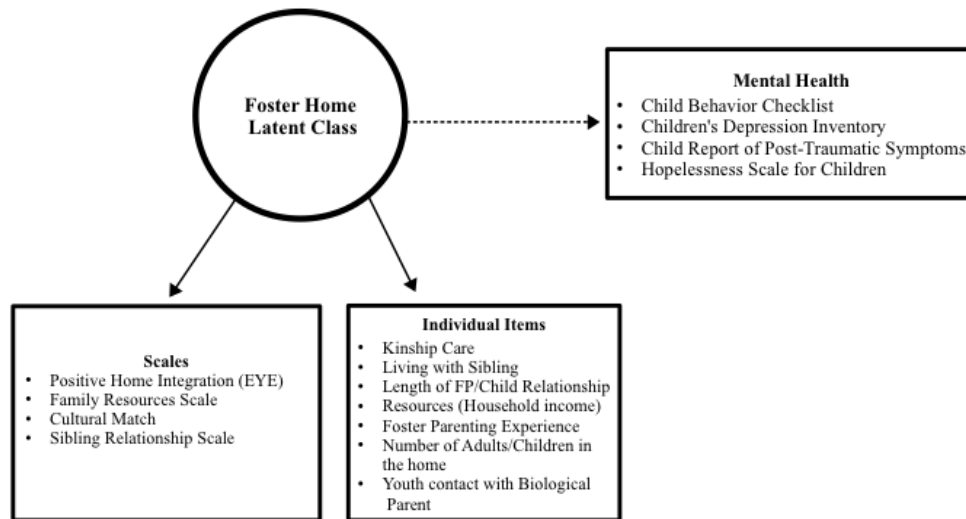 Foster Home
Latent Class
Mental Health
• Child Behavior Checklist
• Children's Depression Inventory
• Child Report of Post-Traumatic Symptoms
• Hopelessness Scale for Children
Scales
• Positive Home Integration (EYE)
• Family Resources Scale
• Cultural Match
• Sibling Relationship Scale
Individual Items
• Kinship Care
• Living with Sibling
• Length of FP/Child Relationship
• Resources (Household income)
• Foster Parenting Experience
• Number of Adults/Children in
the home
• Youth contact with Biological
Parent